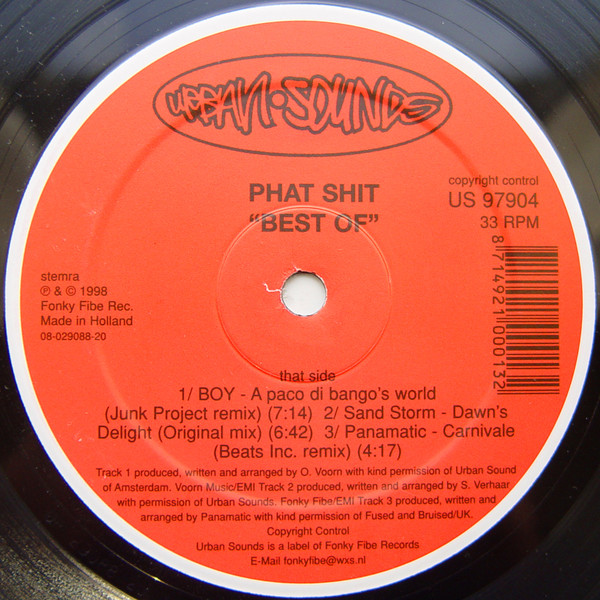 URBAN·SOUNDS
PHAT SHIT
"BEST OF"
copyright control
US 97904
33 RPM
8 714921 000132
stemra
℗ & © 1998
Fonky Fibe Rec.
Made in Holland
08-029088-20
that side
1/ BOY - A paco di bango's world
(Junk Project remix) (7:14) 2/ Sand Storm - Dawn's
Delight (Original mix) (6:42) 3/ Panamatic - Carnivale
(Beats Inc. remix) (4:17)
Track 1 produced, written and arranged by O. Voorn with kind permission of Urban Sound
of Amsterdam. Voorn Music/EMI Track 2 produced, written and arranged by S. Verhaar
with permission of Urban Sounds. Fonky Fibe/EMI Track 3 produced, written and
arranged by Panamatic with kind permission of Fused and Bruised/UK.
Copyright Control
Urban Sounds is a label of Fonky Fibe Records
E-Mail fonkyfibe@wxs.nl